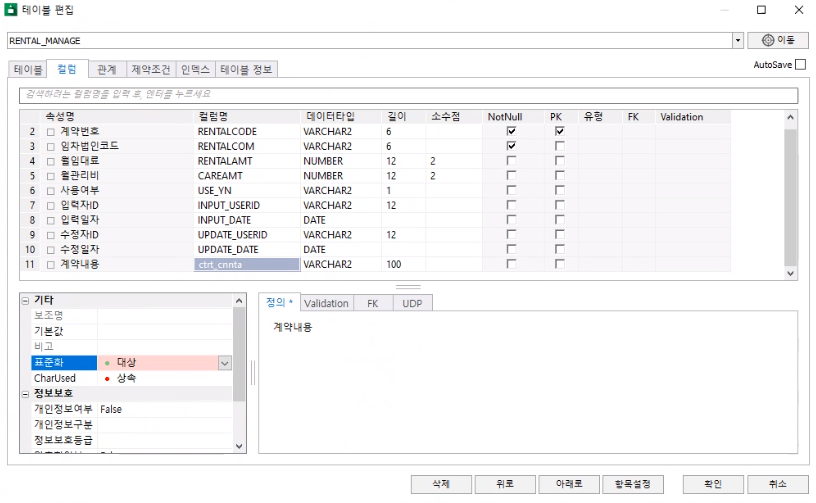 테이블 편집
RENTAL_MANAGE 이동
테이블 컬럼 관계 제약조건 인덱스 테이블 정보 AutoSave
검색하려는 컬럼명을 입력 후, 엔터를 누르세요
속성명 컬럼명 데이터타입 길이 소수점 NotNull PK 유형 FK Validation
2 계약번호 RENTALCODE VARCHAR2 6
3 임차법인코드 RENTALCOM VARCHAR2 6
4 월임대료 RENTALAMT NUMBER 12 2
5 월관리비 CAREAMT NUMBER 12 2
6 사용여부 USE_YN VARCHAR2 1
7 입력자ID INPUT_USERID VARCHAR2 12
8 입력일자 INPUT_DATE DATE
9 수정자ID UPDATE_USERID VARCHAR2 12
10 수정일자 UPDATE_DATE DATE
11 계약내용 ctrt_cnnta VARCHAR2 100
기타
보조명
기본값
비고
표준화 대상
CharUsed 상속
정보보호
개인정보여부 False
개인정보구분
정보보호등급
정의 * Validation FK UDP
계약내용
삭제 위로 아래로 항목설정 확인 취소